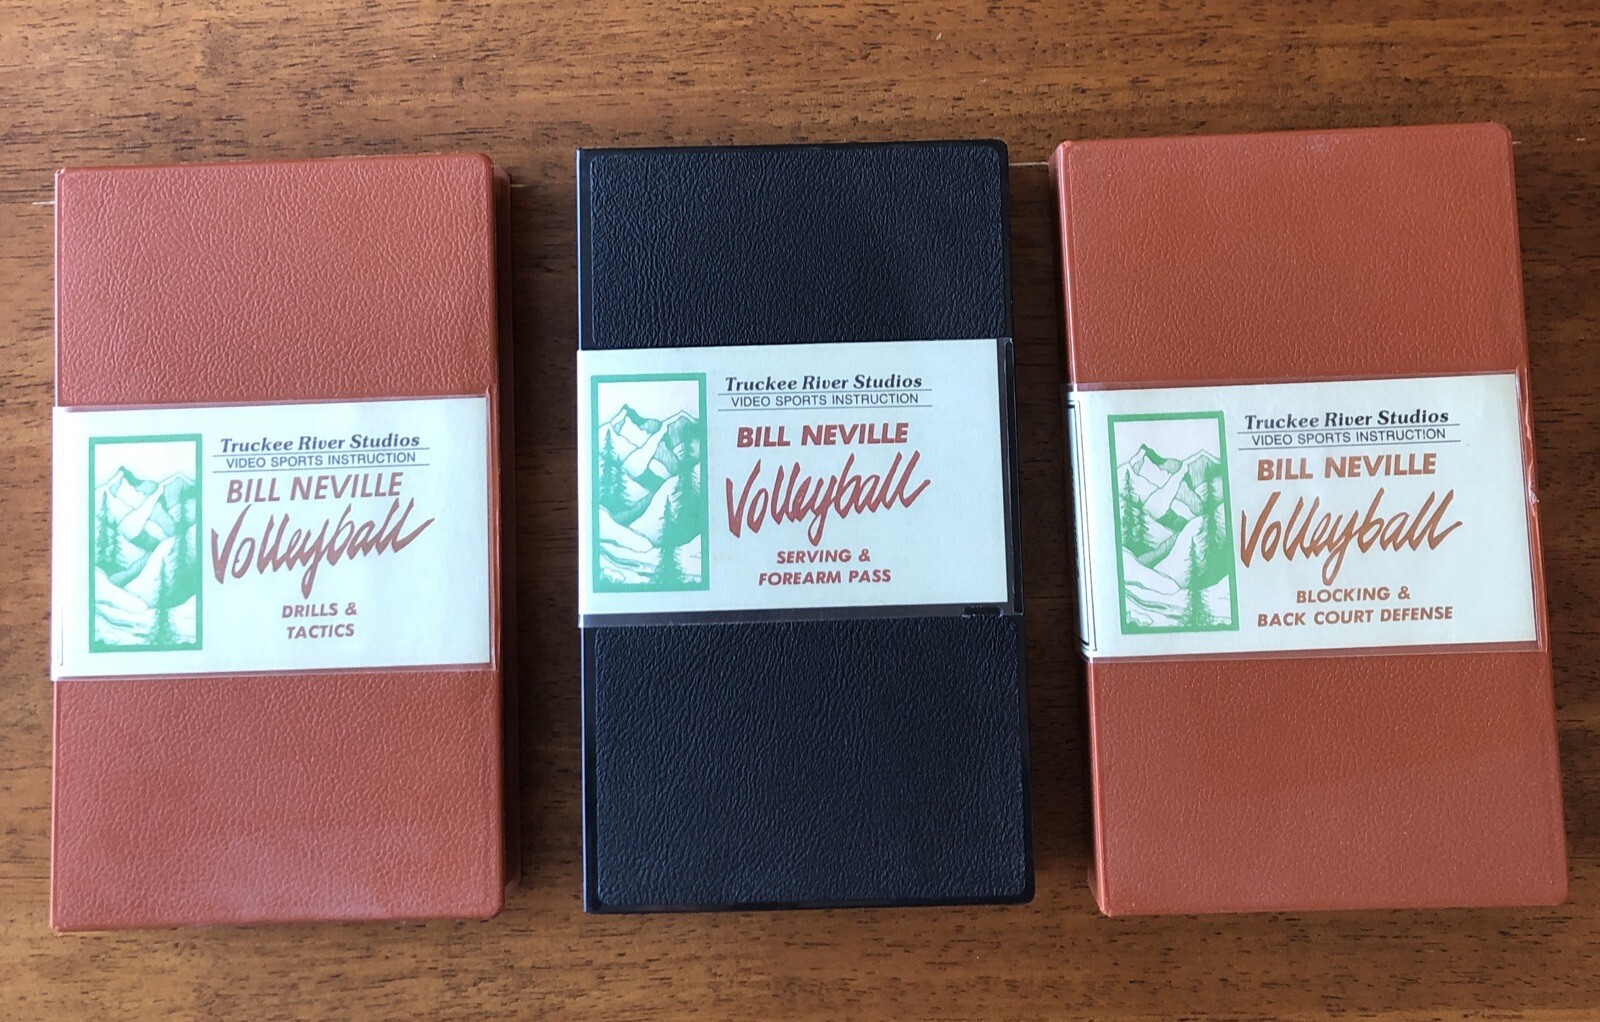 Truckee River Studios
VIDEO SPORTS INSTRUCTION
BILL NEVILLE
Volleyball
DRILLS &
TACTICS
Truckee River Studios
VIDEO SPORTS INSTRUCTION
BILL NEVILLE
Volleyball
SERVING &
FOREARM PASS
Truckee River Studios
VIDEO SPORTS INSTRUCTION
BILL NEVILLE
Volleyball
BLOCKING &
BACK COURT DEFENSE